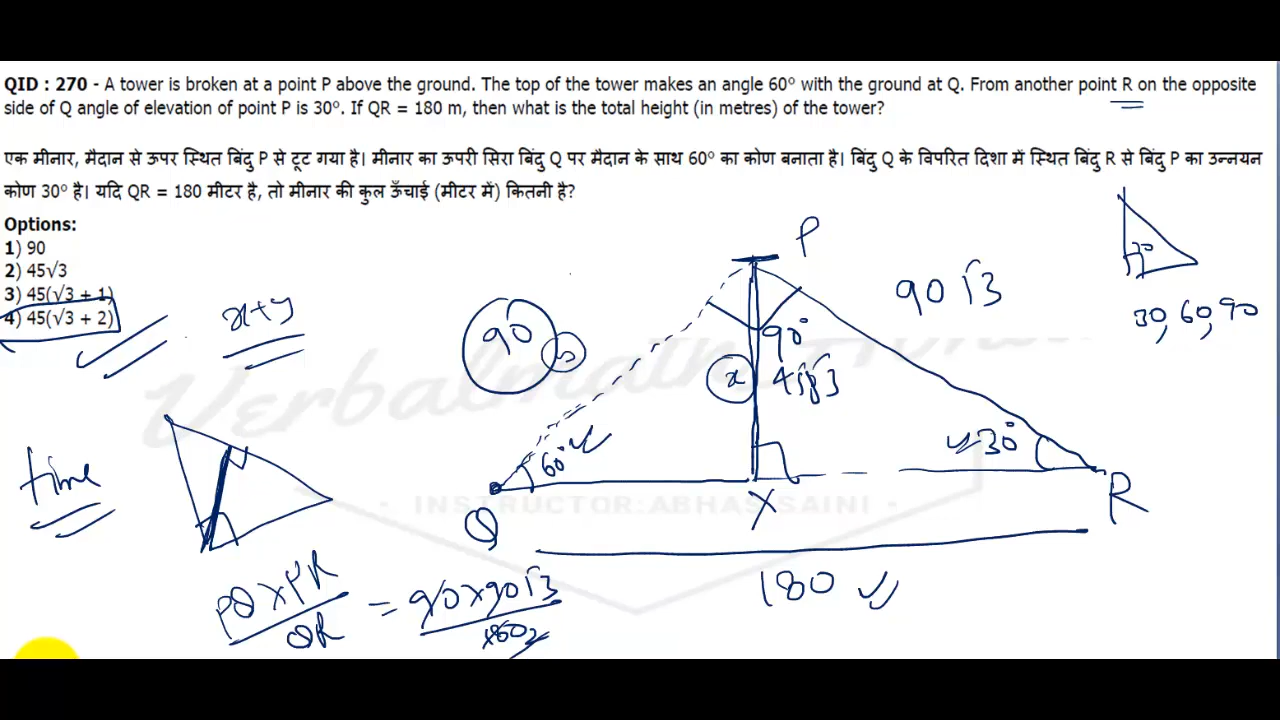 QID : 270 - A tower is broken at a point P above the ground. The top of the tower makes an angle 60° with the ground at Q. From another point R on the opposite
side of Q angle of elevation of point P is 30°. If QR = 180 m, then what is the total height (in metres) of the tower?
एक मीनार, मैदान से ऊपर स्थित बिंदु P से टूट गया है। मीनार का ऊपरी सिरा बिंदु Q पर मैदान के साथ 60° का कोण बनाता है। बिंदु Q के विपरित दिशा में स्थित बिंदु R से बिंदु P का उन्नयन
कोण 30° है। यदि QR = 180 मीटर है, तो मीनार की कुल ऊँचाई (मीटर में) कितनी है?
Options:
1) 90
2) 45√3
3) 45(√3 + 1)
4) 45(√3 + 2)
x+y
90
P
90√3
30, 60, 90
90°
x
45√3
60°
30°
Q
X
R
180
time
PQ×PR
QR
= 90×90√3
INSTRUCTOR: ABHAS SAINI